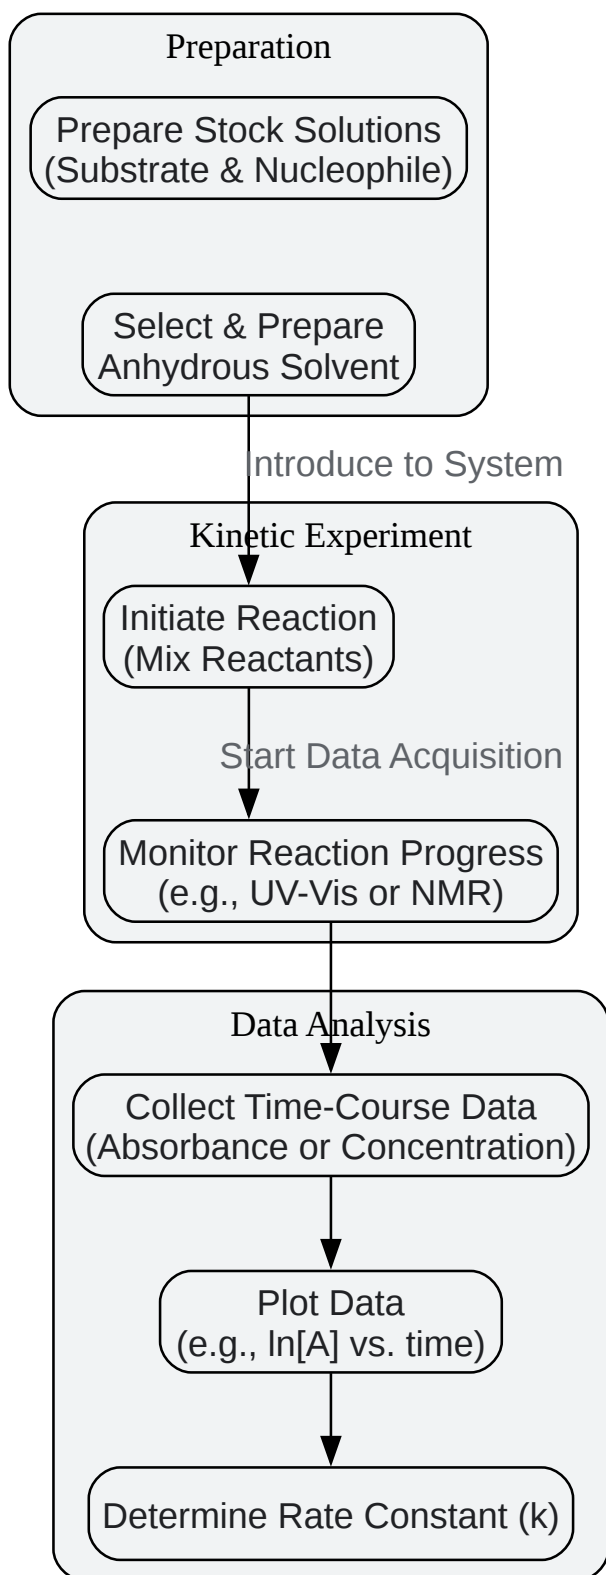 Preparation
Prepare Stock Solutions
(Substrate & Nucleophile)
Select & Prepare
Anhydrous Solvent
Introduce to System
Kinetic Experiment
Initiate Reaction
(Mix Reactants)
Start Data Acquisition
Monitor Reaction Progress
(e.g., UV-Vis or NMR)
Data Analysis
Collect Time-Course Data
(Absorbance or Concentration)
Plot Data
(e.g., ln[A] vs. time)
Determine Rate Constant (k)